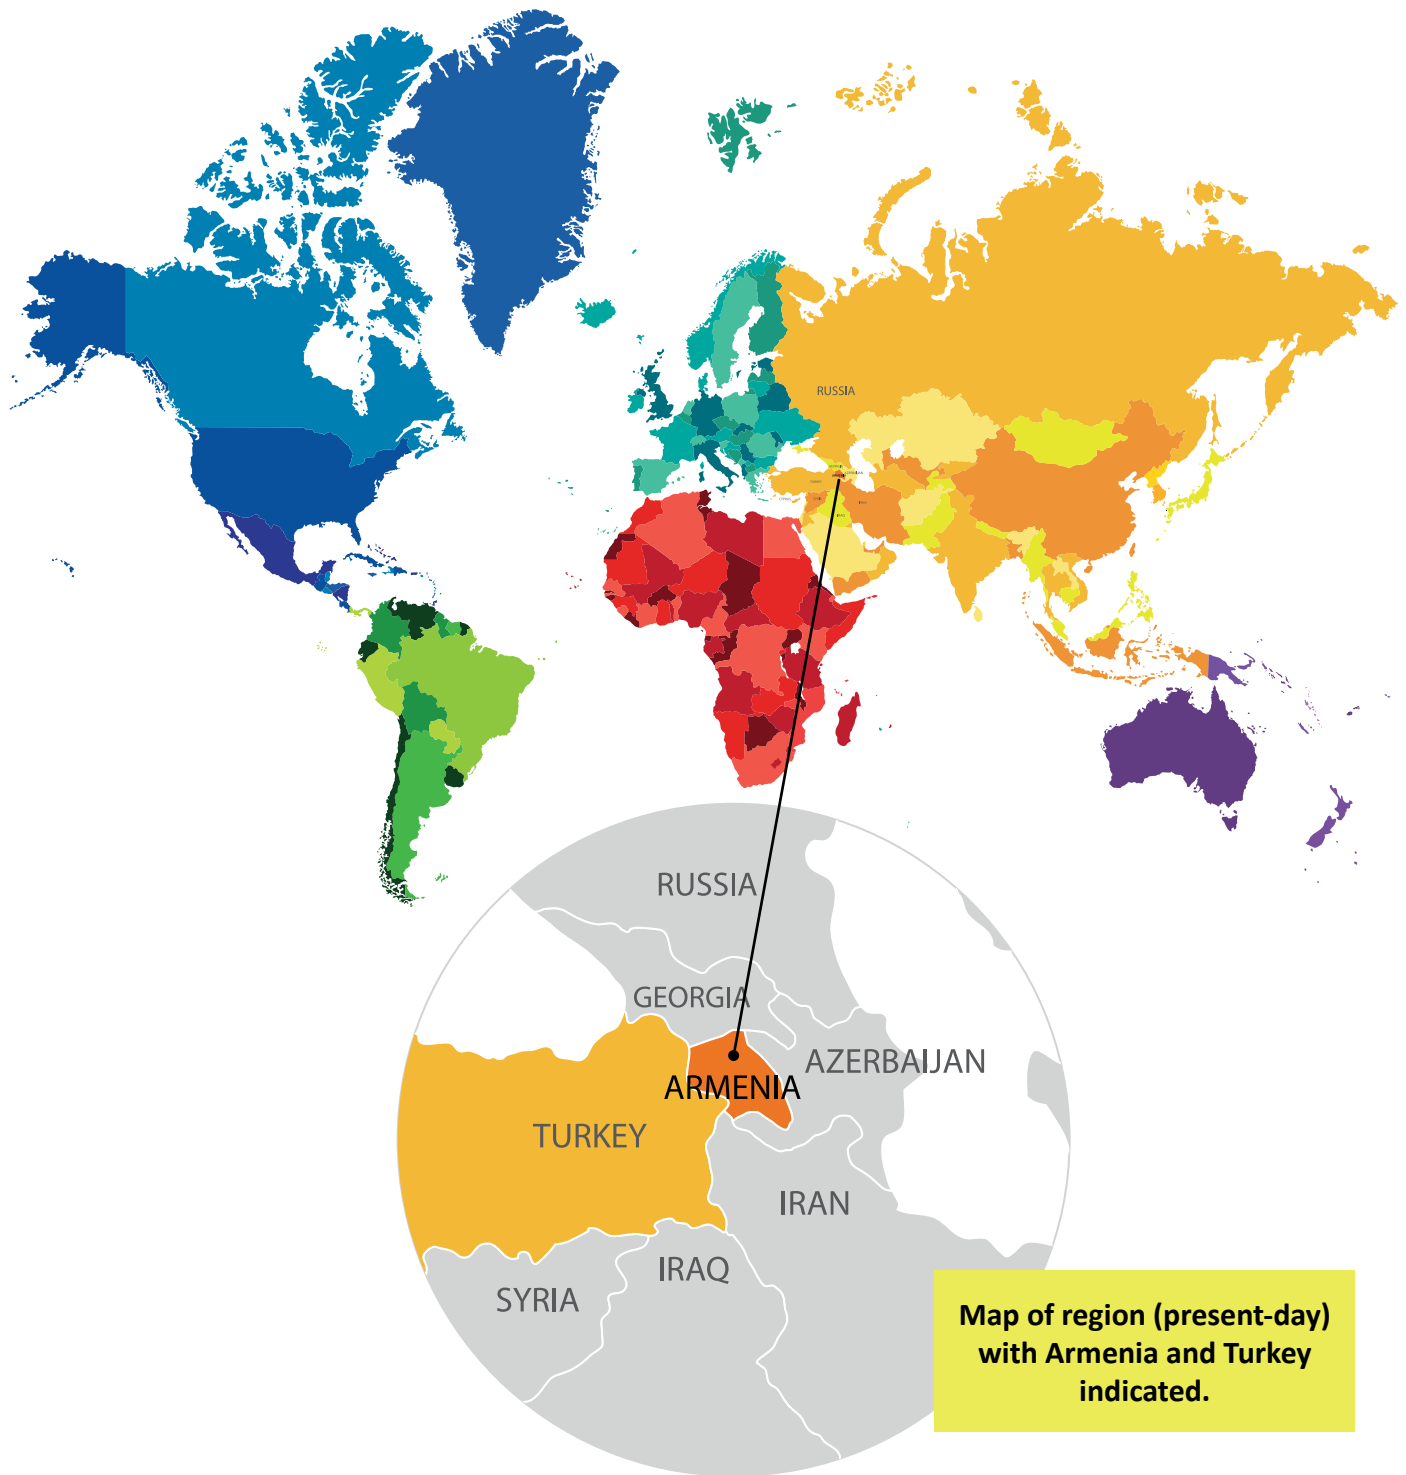 RUSSIA
RUSSIA
GEORGIA
AZERBAIJAN
ARMENIA
TURKEY
IRAN
IRAQ
SYRIA
Map of region (present-day)
with Armenia and Turkey
indicated.